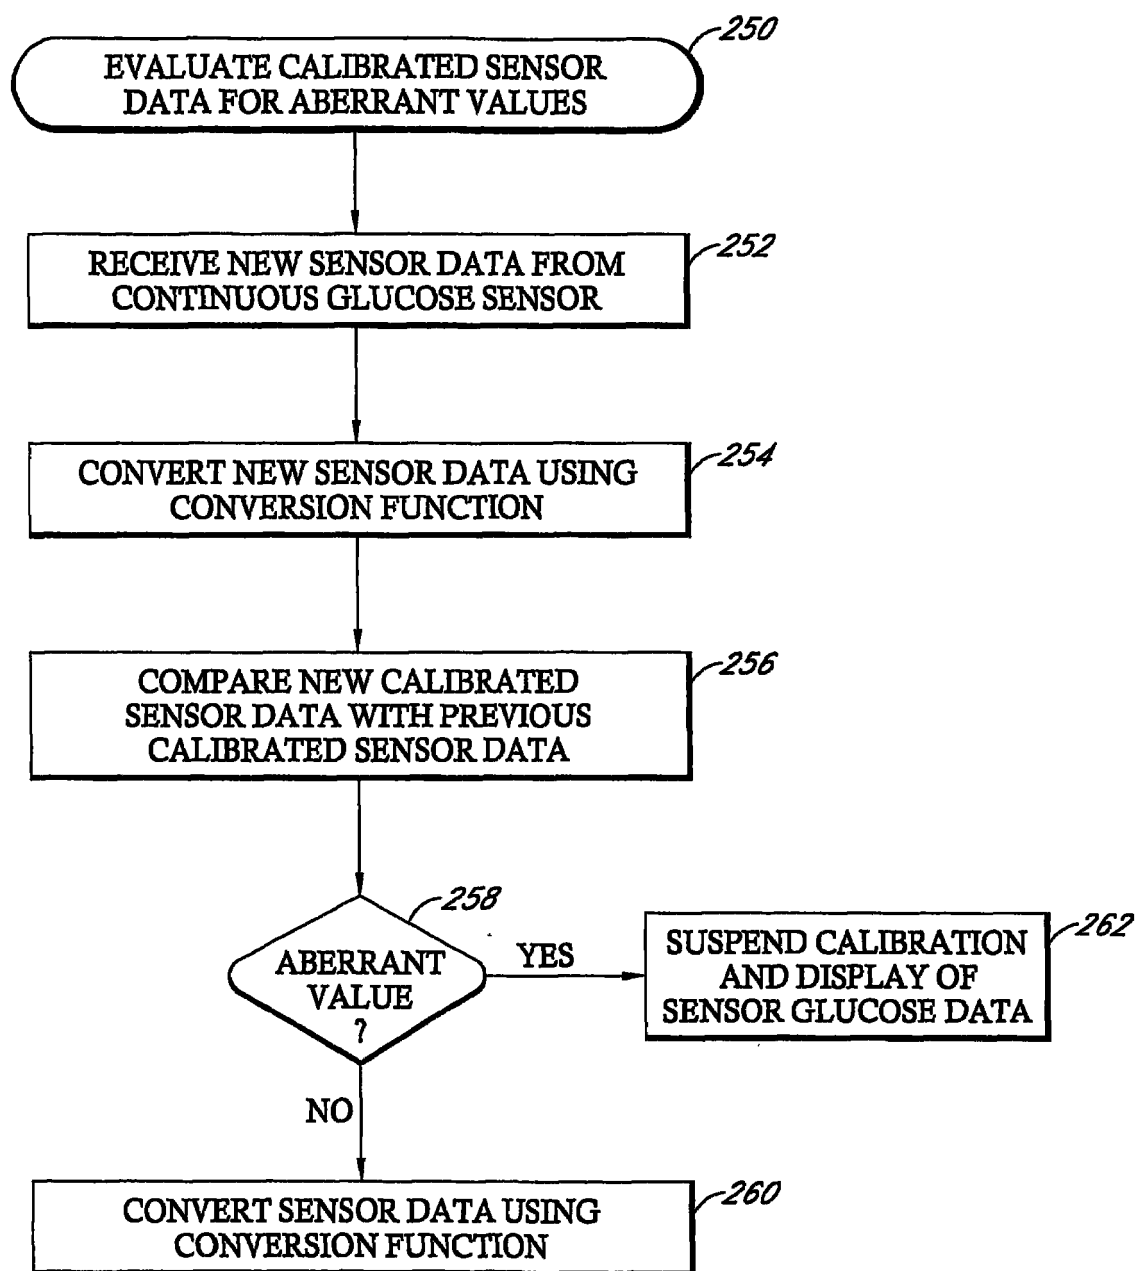 250
EVALUATE CALIBRATED SENSOR
DATA FOR ABERRANT VALUES
252
RECEIVE NEW SENSOR DATA FROM
CONTINUOUS GLUCOSE SENSOR
254
CONVERT NEW SENSOR DATA USING
CONVERSION FUNCTION
256
COMPARE NEW CALIBRATED
SENSOR DATA WITH PREVIOUS
CALIBRATED SENSOR DATA
258
ABERRANT
VALUE
?
YES
262
SUSPEND CALIBRATION
AND DISPLAY OF
SENSOR GLUCOSE DATA
NO
260
CONVERT SENSOR DATA USING
CONVERSION FUNCTION